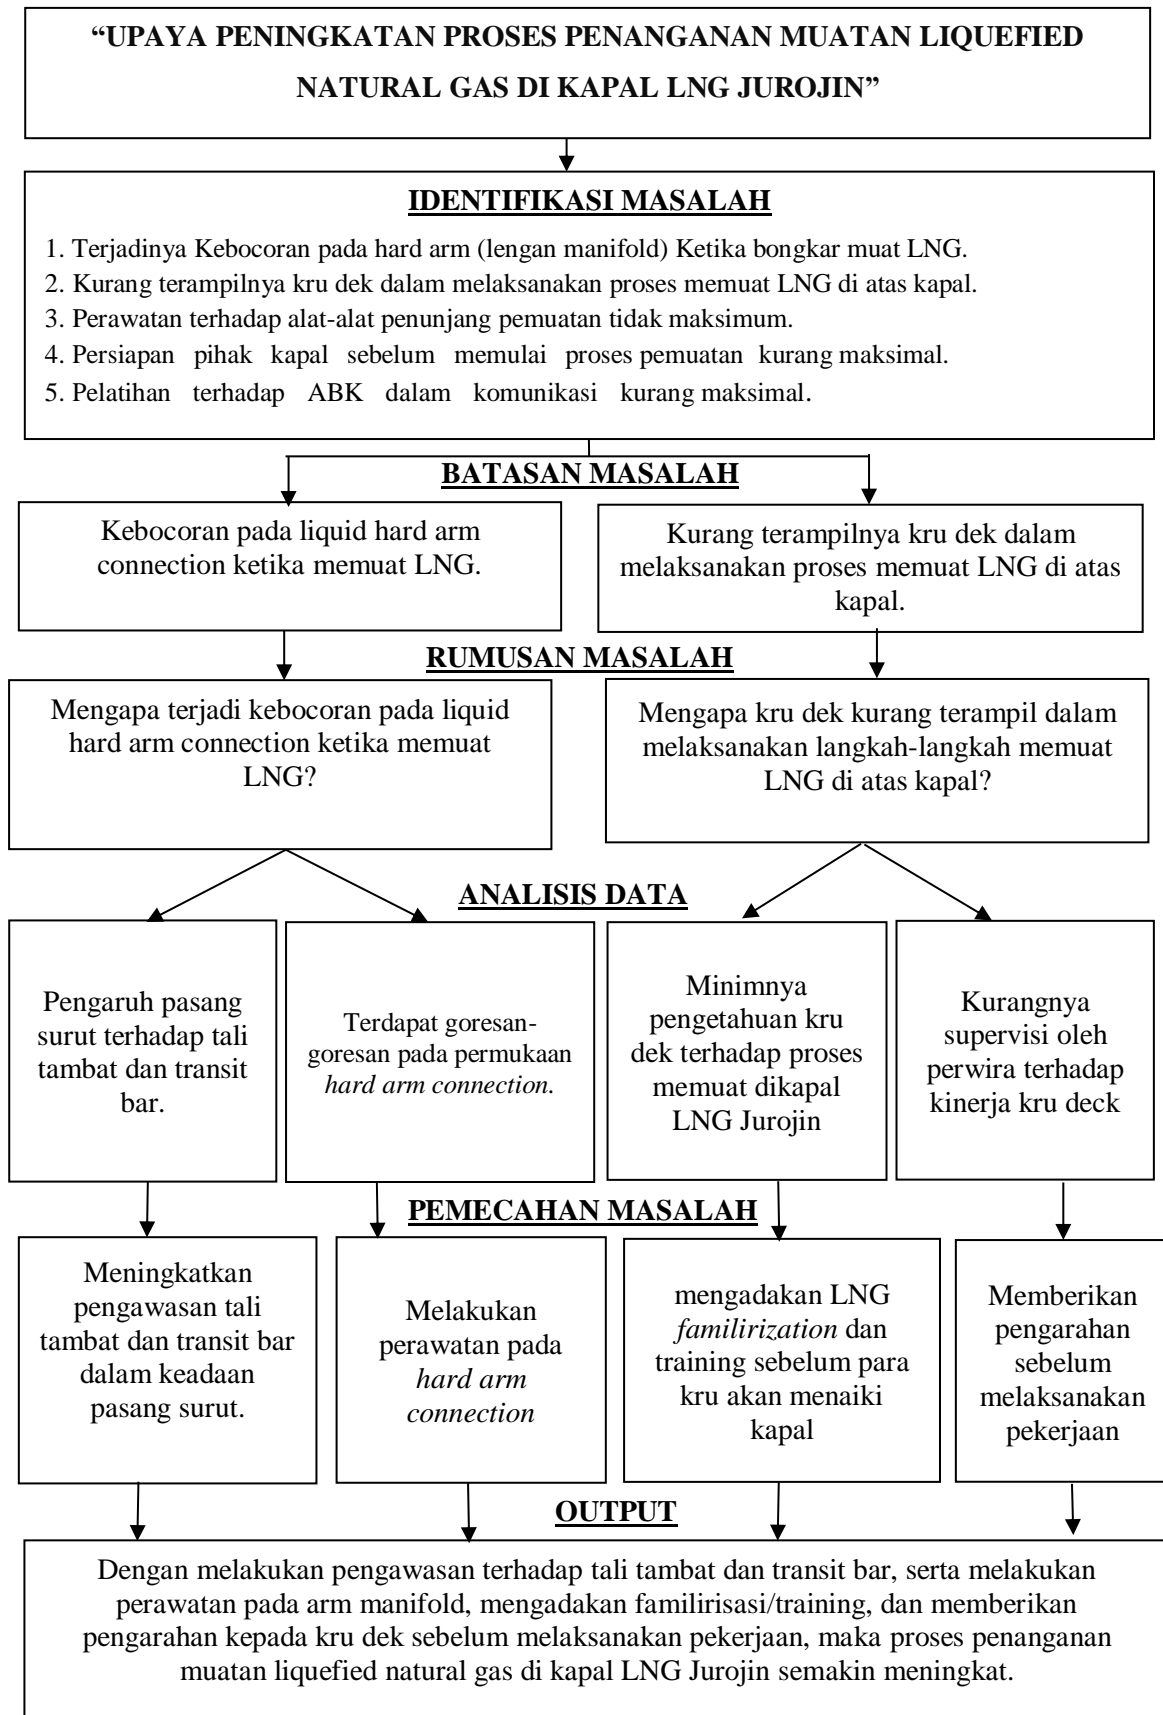 “UPAYA PENINGKATAN PROSES PENANGANAN MUATAN LIQUEFIED
NATURAL GAS DI KAPAL LNG JUROJIN”
IDENTIFIKASI MASALAH
1. Terjadinya Kebocoran pada hard arm (lengan manifold) Ketika bongkar muat LNG.
2. Kurang terampilnya kru dek dalam melaksanakan proses memuat LNG di atas kapal.
3. Perawatan terhadap alat-alat penunjang pemuatan tidak maksimum.
4. Persiapan pihak kapal sebelum memulai proses pemuatan kurang maksimal.
5. Pelatihan terhadap ABK dalam komunikasi kurang maksimal.
BATASAN MASALAH
Kebocoran pada liquid hard arm
connection ketika memuat LNG.
Kurang terampilnya kru dek dalam
melaksanakan proses memuat LNG di atas
kapal.
RUMUSAN MASALAH
Mengapa terjadi kebocoran pada liquid
hard arm connection ketika memuat
LNG?
Mengapa kru dek kurang terampil dalam
melaksanakan langkah-langkah memuat
LNG di atas kapal?
ANALISIS DATA
Pengaruh pasang
surut terhadap tali
tambat dan transit
bar.
Terdapat goresan-
goresan pada permukaan
hard arm connection.
Minimnya
pengetahuan kru
dek terhadap proses
memuat dikapal
LNG Jurojin
Kurangnya
supervisi oleh
perwira terhadap
kinerja kru deck
PEMECAHAN MASALAH
Meningkatkan
pengawasan tali
tambat dan transit bar
dalam keadaan
pasang surut.
Melakukan
perawatan pada
hard arm
connection
mengadakan LNG
familirization dan
training sebelum para
kru akan menaiki
kapal
Memberikan
pengarahan
sebelum
melaksanakan
pekerjaan
OUTPUT
Dengan melakukan pengawasan terhadap tali tambat dan transit bar, serta melakukan
perawatan pada arm manifold, mengadakan familirisasi/training, dan memberikan
pengarahan kepada kru dek sebelum melaksanakan pekerjaan, maka proses penanganan
muatan liquefied natural gas di kapal LNG Jurojin semakin meningkat.